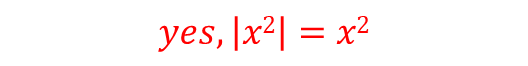 yes, |x²| = x²